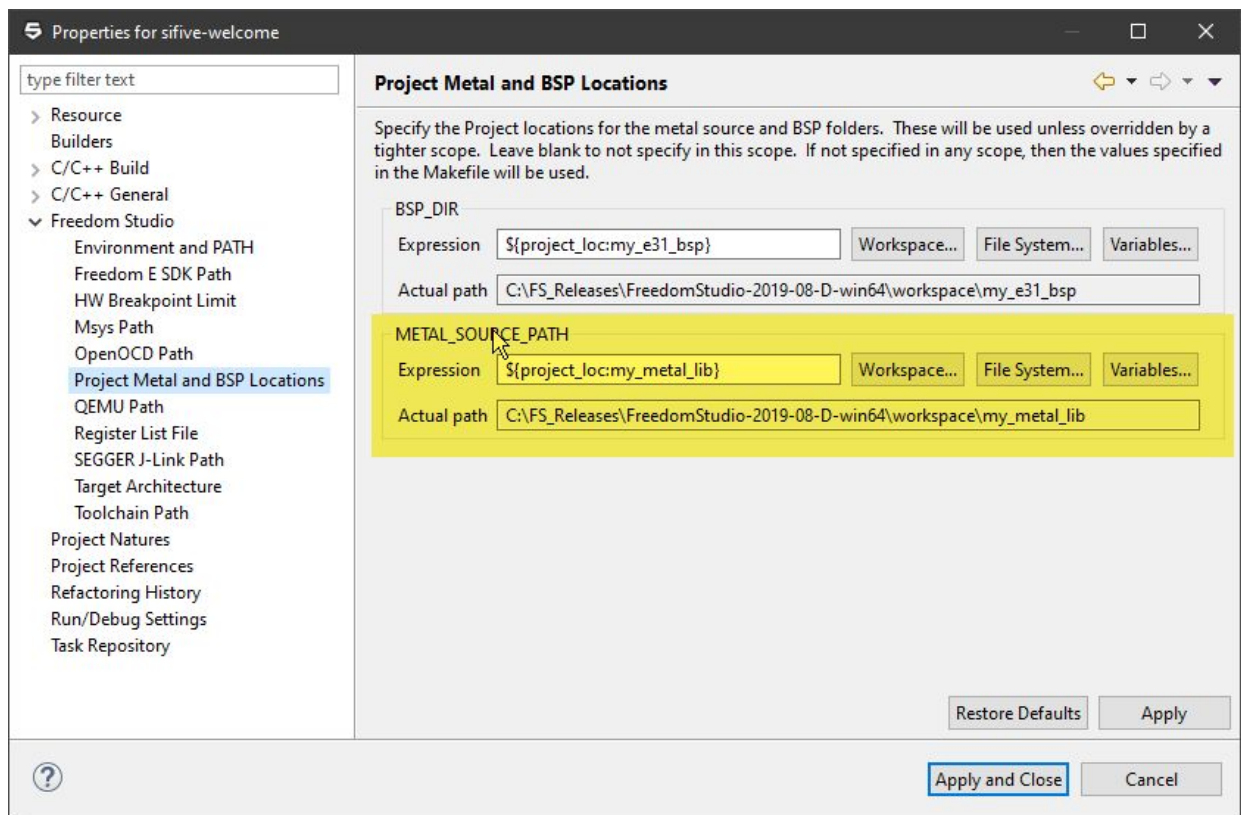 Properties for sifive-welcome
type filter text
Resource
Builders
C/C++ Build
C/C++ General
Freedom Studio
Environment and PATH
Freedom E SDK Path
HW Breakpoint Limit
Msys Path
OpenOCD Path
Project Metal and BSP Locations
QEMU Path
Register List File
SEGGER J-Link Path
Target Architecture
Toolchain Path
Project Natures
Project References
Refactoring History
Run/Debug Settings
Task Repository
Project Metal and BSP Locations
Specify the Project locations for the metal source and BSP folders.  These will be used unless overridden by a
tighter scope.  Leave blank to not specify in this scope.  If not specified in any scope, then the values specified
in the Makefile will be used.
BSP_DIR
Expression ${project_loc:my_e31_bsp} Workspace... File System... Variables...
Actual path C:\FS_Releases\FreedomStudio-2019-08-D-win64\workspace\my_e31_bsp
METAL_SOURCE_PATH
Expression ${project_loc:my_metal_lib} Workspace... File System... Variables...
Actual path C:\FS_Releases\FreedomStudio-2019-08-D-win64\workspace\my_metal_lib
Restore Defaults Apply
? Apply and Close Cancel